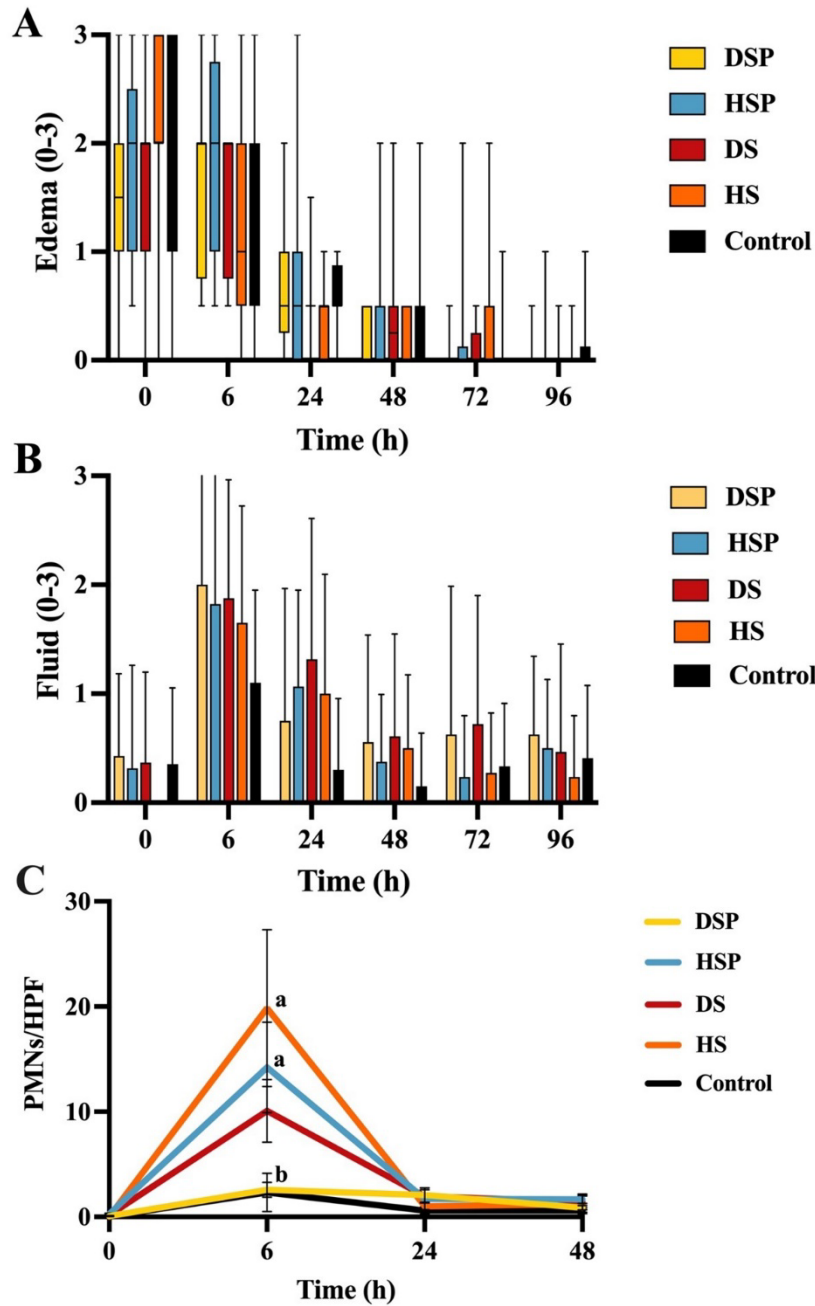 A
3
2
1
0
Edema (0-3)
0 6 24 48 72 96
Time (h)
DSP
HSP
DS
HS
Control
B
3
2
1
0
Fluid (0-3)
0 6 24 48 72 96
Time (h)
DSP
HSP
DS
HS
Control
C
30
20
10
0
PMNs/HPF
a
a
b
0 6 24 48
Time (h)
DSP
HSP
DS
HS
Control